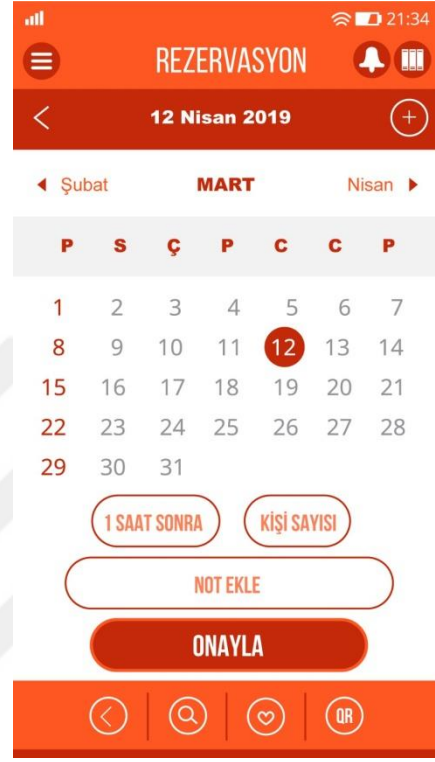 21:34
REZERVASYON
12 Nisan 2019
Şubat MART Nisan
P S Ç P C C P
1 2 3 4 5 6 7
8 9 10 11 12 13 14
15 16 17 18 19 20 21
22 23 24 25 26 27 28
29 30 31
1 SAAT SONRA KİŞİ SAYISI
NOT EKLE
ONAYLA
QR